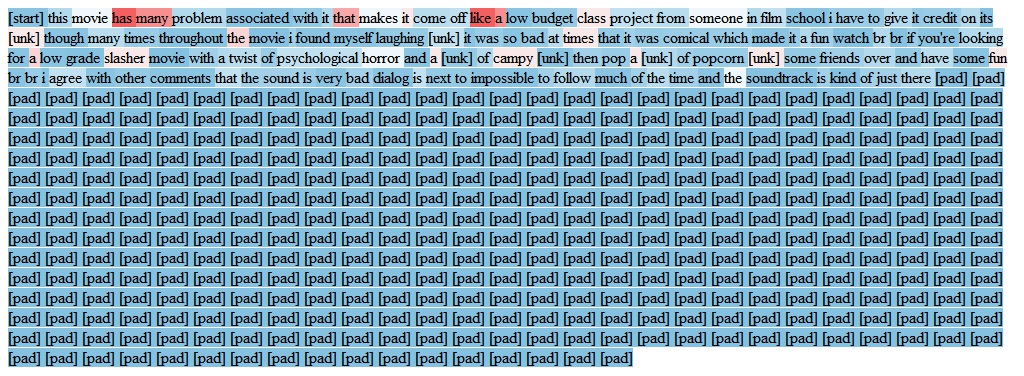 [start] this movie has many problem associated with it that makes it come off like a low budget class project from someone in film school i have to give it credit on its
[unk] though many times throughout the movie i found myself laughing [unk] it was so bad at times that it was comical which made it a fun watch br br if you're looking
for a low grade slasher movie with a twist of psychological horror and a [unk] of campy [unk] then pop a [unk] of popcorn [unk] some friends over and have some fun
br br i agree with other comments that the sound is very bad dialog is next to impossible to follow much of the time and the soundtrack is kind of just there [pad] [pad]
[pad] [pad] [pad] [pad] [pad] [pad] [pad] [pad] [pad] [pad] [pad] [pad] [pad] [pad] [pad] [pad] [pad] [pad] [pad] [pad] [pad] [pad] [pad] [pad] [pad] [pad] [pad]
[pad] [pad] [pad] [pad] [pad] [pad] [pad] [pad] [pad] [pad] [pad] [pad] [pad] [pad] [pad] [pad] [pad] [pad] [pad] [pad] [pad] [pad] [pad] [pad] [pad] [pad] [pad]
[pad] [pad] [pad] [pad] [pad] [pad] [pad] [pad] [pad] [pad] [pad] [pad] [pad] [pad] [pad] [pad] [pad] [pad] [pad] [pad] [pad] [pad] [pad] [pad] [pad] [pad] [pad]
[pad] [pad] [pad] [pad] [pad] [pad] [pad] [pad] [pad] [pad] [pad] [pad] [pad] [pad] [pad] [pad] [pad] [pad] [pad] [pad] [pad] [pad] [pad] [pad] [pad] [pad] [pad]
[pad] [pad] [pad] [pad] [pad] [pad] [pad] [pad] [pad] [pad] [pad] [pad] [pad] [pad] [pad] [pad] [pad] [pad] [pad] [pad] [pad] [pad] [pad] [pad] [pad] [pad] [pad]
[pad] [pad] [pad] [pad] [pad] [pad] [pad] [pad] [pad] [pad] [pad] [pad] [pad] [pad] [pad] [pad] [pad] [pad] [pad] [pad] [pad] [pad] [pad] [pad] [pad] [pad] [pad]
[pad] [pad] [pad] [pad] [pad] [pad] [pad] [pad] [pad] [pad] [pad] [pad] [pad] [pad] [pad] [pad] [pad] [pad] [pad] [pad] [pad] [pad] [pad] [pad] [pad] [pad] [pad]
[pad] [pad] [pad] [pad] [pad] [pad] [pad] [pad] [pad] [pad] [pad] [pad] [pad] [pad] [pad] [pad] [pad] [pad] [pad] [pad] [pad] [pad] [pad] [pad] [pad] [pad] [pad]
[pad] [pad] [pad] [pad] [pad] [pad] [pad] [pad] [pad] [pad] [pad] [pad] [pad] [pad] [pad] [pad] [pad] [pad] [pad] [pad] [pad] [pad] [pad] [pad] [pad] [pad] [pad]
[pad] [pad] [pad] [pad] [pad] [pad] [pad] [pad] [pad] [pad] [pad] [pad] [pad] [pad] [pad] [pad] [pad] [pad] [pad] [pad] [pad] [pad] [pad] [pad] [pad] [pad] [pad]
[pad] [pad] [pad] [pad] [pad] [pad] [pad] [pad] [pad] [pad] [pad] [pad] [pad] [pad] [pad] [pad] [pad] [pad] [pad] [pad] [pad] [pad] [pad] [pad] [pad] [pad] [pad]
[pad] [pad] [pad] [pad] [pad] [pad] [pad] [pad] [pad] [pad] [pad] [pad] [pad] [pad] [pad] [pad] [pad] [pad] [pad] [pad] [pad] [pad] [pad] [pad] [pad] [pad] [pad]
[pad] [pad] [pad] [pad] [pad] [pad] [pad] [pad] [pad] [pad] [pad] [pad] [pad] [pad] [pad] [pad] [pad] [pad] [pad] [pad] [pad] [pad] [pad] [pad] [pad] [pad] [pad]
[pad] [pad] [pad] [pad] [pad] [pad] [pad] [pad] [pad] [pad] [pad] [pad] [pad] [pad] [pad] [pad] [pad]